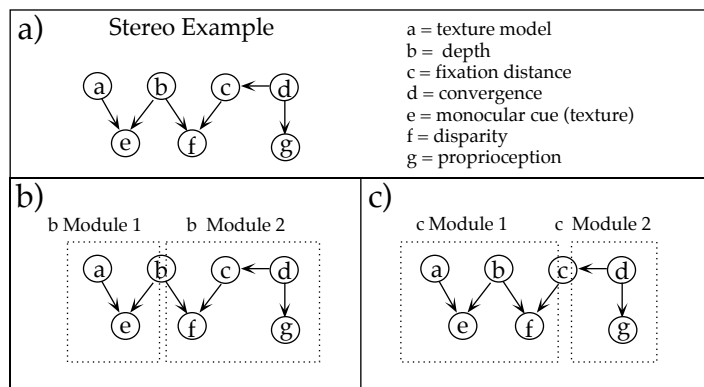 a)
Stereo Example
a b c d
e f g
a = texture model
b = depth
c = fixation distance
d = convergence
e = monocular cue (texture)
f = disparity
g = proprioception
b)
b Module 1 b Module 2
a b c d
e f g
c)
c Module 1 c Module 2
a b c d
e f g